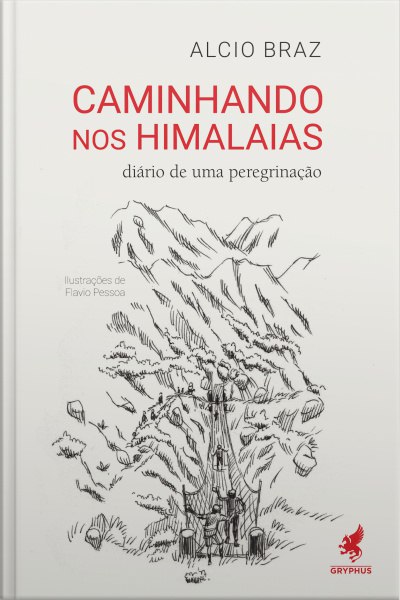 ALCIO BRAZ
CAMINHANDO
NOS HIMALAIAS
diário de uma peregrinação
Ilustrações de
Flavio Pessoa
GRYPHUS